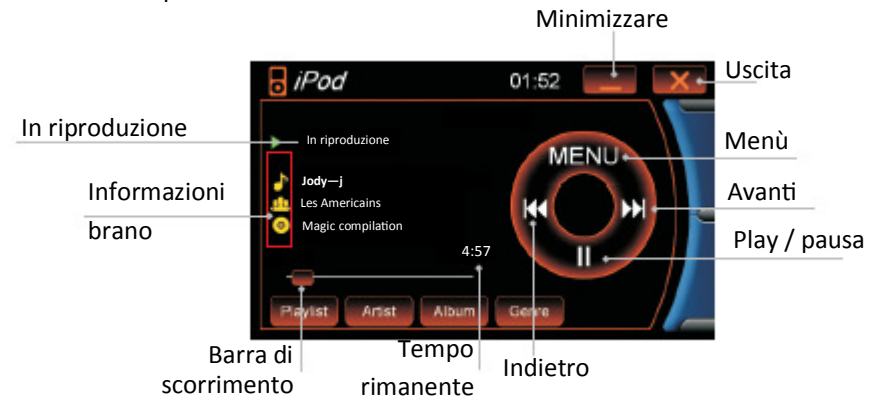 Minimizzare
iPod
01:52
Uscita
In riproduzione
In riproduzione
MENU
Menù
Informazioni
brano
Jody—j
Les Americains
Magic compilation
Avanti
Play / pausa
4:57
Playlist
Artist
Album
Genre
Barra di
scorrimento
Tempo
rimanente
Indietro